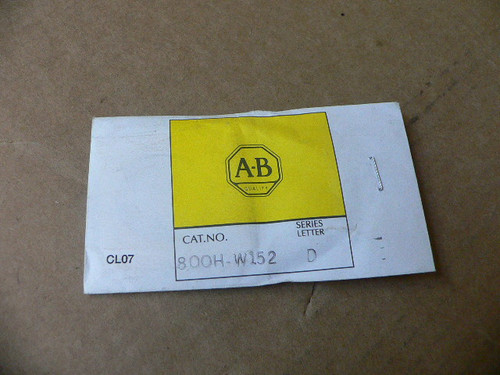 A-B
QUALITY
CAT.NO.
SERIES
LETTER
CL07
800H-W152
D